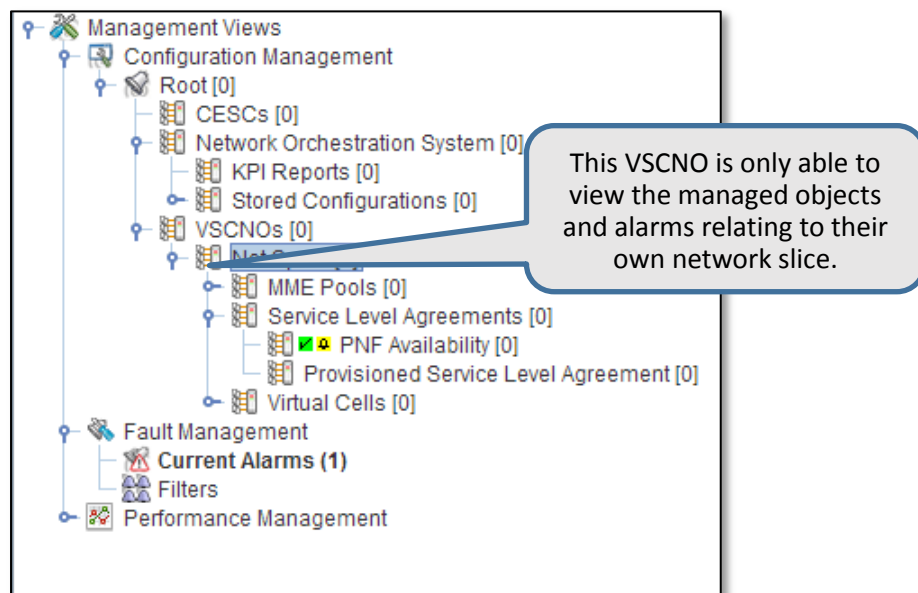 Management Views
Configuration Management
Root [0]
CESCs [0]
Network Orchestration System [0]
KPI Reports [0]
Stored Configurations [0]
VSCNOs [0]
MME Pools [0]
Service Level Agreements [0]
PNF Availability [0]
Provisioned Service Level Agreement [0]
Virtual Cells [0]
Fault Management
Current Alarms (1)
Filters
Performance Management
This VSCNO is only able to
view the managed objects
and alarms relating to their
own network slice.